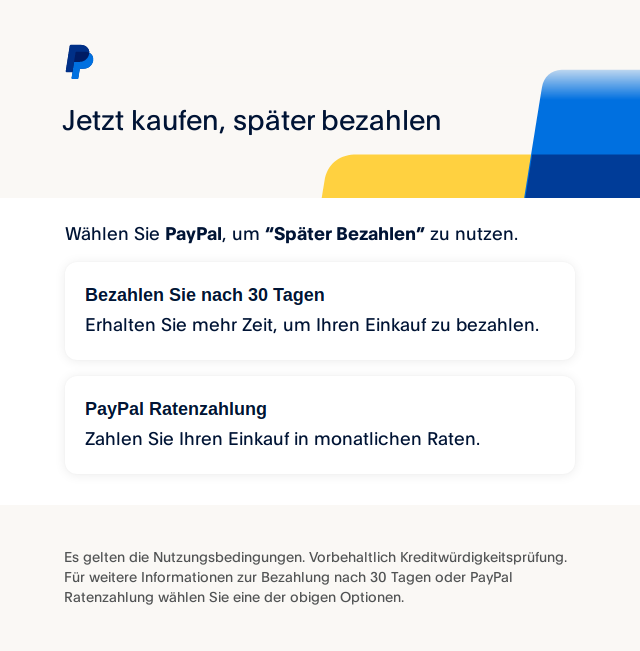 Jetzt kaufen, später bezahlen
Wählen Sie PayPal, um “Später Bezahlen” zu nutzen.
Bezahlen Sie nach 30 Tagen
Erhalten Sie mehr Zeit, um Ihren Einkauf zu bezahlen.
PayPal Ratenzahlung
Zahlen Sie Ihren Einkauf in monatlichen Raten.
Es gelten die Nutzungsbedingungen. Vorbehaltlich Kreditwürdigkeitsprüfung.
Für weitere Informationen zur Bezahlung nach 30 Tagen oder PayPal
Ratenzahlung wählen Sie eine der obigen Optionen.